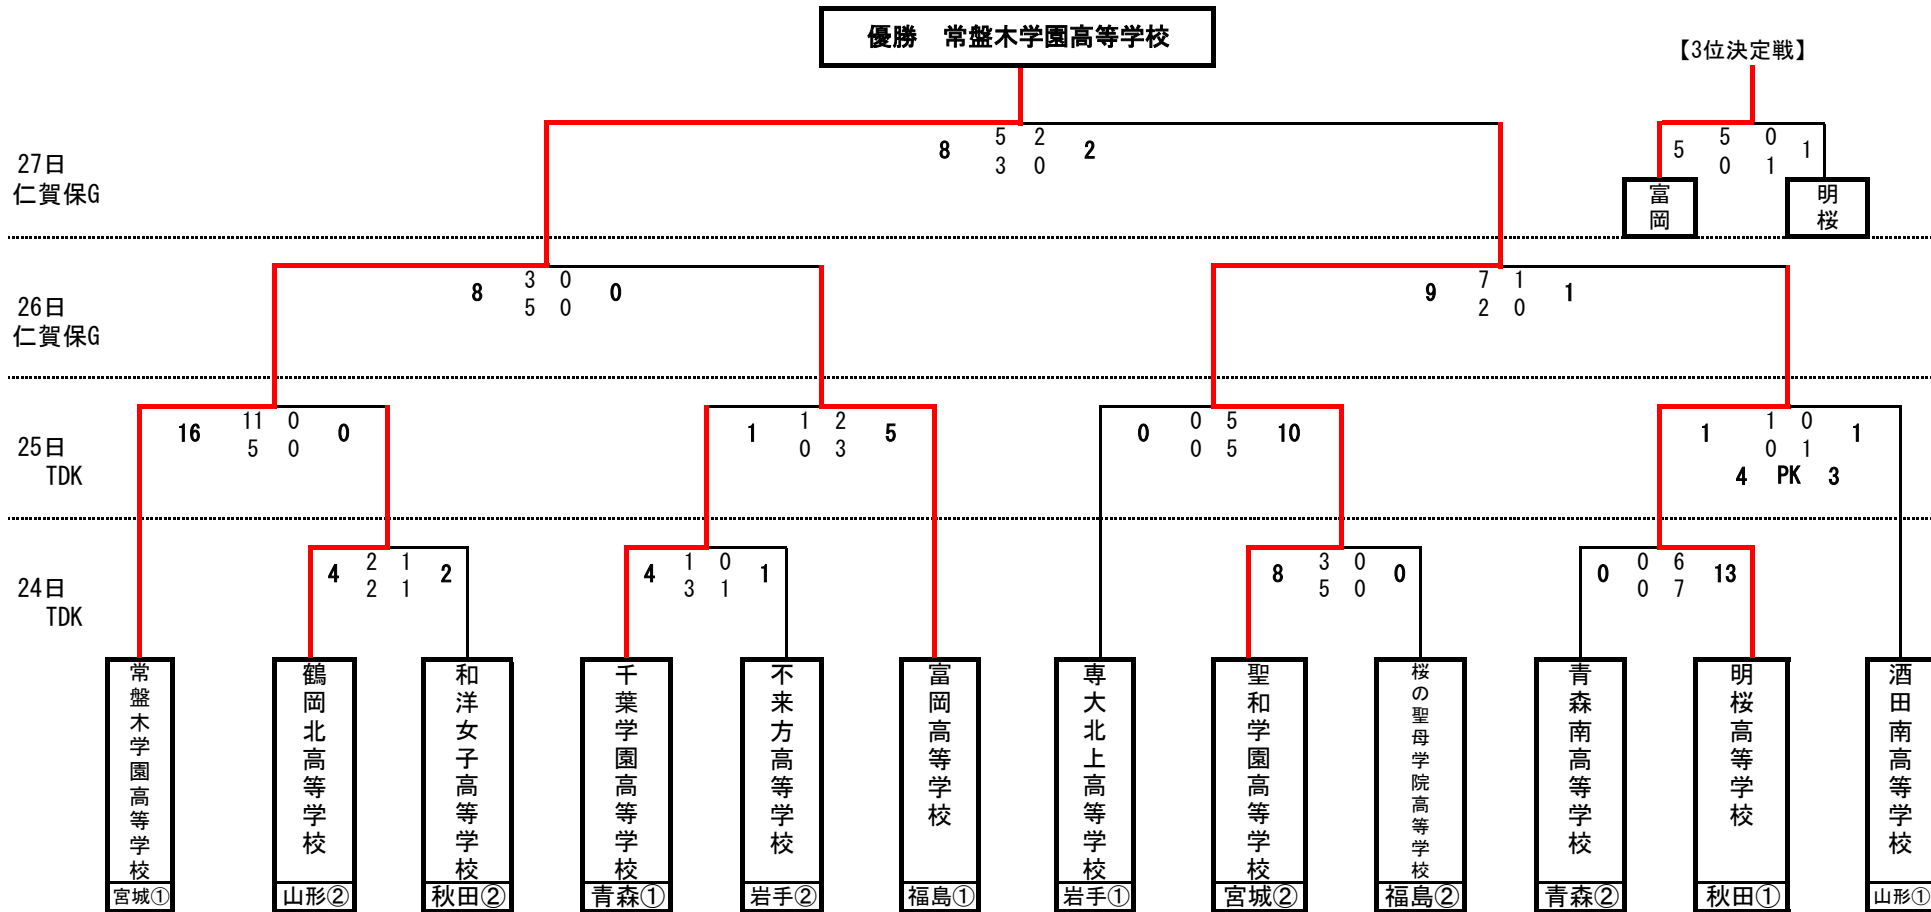 優勝　常盤木学園高等学校
【3位決定戦】
27日
仁賀保G
8 5 2 2
3 0
5 5 0 1
0 1
富岡
明桜
26日
仁賀保G
8 3 0 0
5 0
9 7 1 1
2 0
25日
TDK
16 11 0 0
5 0
1 1 2 5
0 3
0 0 5 10
0 5
1 1 0 1
0 1
4 PK 3
24日
TDK
4 2 1 2
2 1
4 1 0 1
3 1
8 3 0 0
5 0
0 0 6 13
0 7
常盤木学園高等学校
宮城①
鶴岡北高等学校
山形②
和洋女子高等学校
秋田②
千葉学園高等学校
青森①
不来方高等学校
岩手②
富岡高等学校
福島①
専大北上高等学校
岩手①
聖和学園高等学校
宮城②
桜の聖母学院高等学校
福島②
青森南高等学校
青森②
明桜高等学校
秋田①
酒田南高等学校
山形①